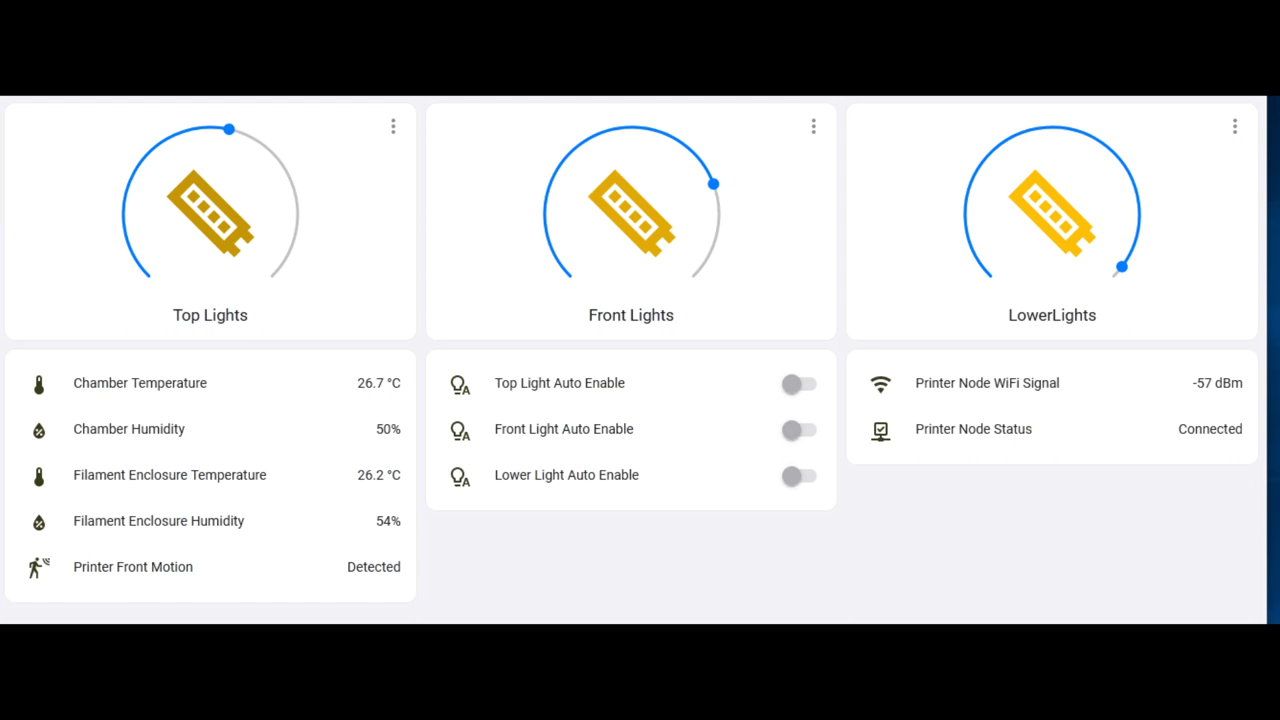 Top Lights
Front Lights
LowerLights
Chamber Temperature 26.7 °C
Chamber Humidity 50%
Filament Enclosure Temperature 26.2 °C
Filament Enclosure Humidity 54%
Printer Front Motion Detected
Top Light Auto Enable
Front Light Auto Enable
Lower Light Auto Enable
Printer Node WiFi Signal -57 dBm
Printer Node Status Connected